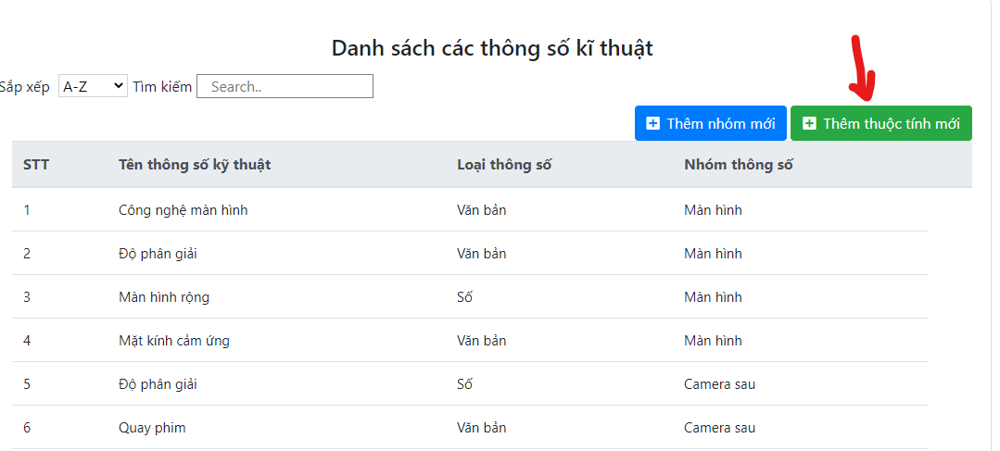 Danh sách các thông số kĩ thuật
Sắp xếp A-Z Tìm kiếm Search..
Thêm nhóm mới Thêm thuộc tính mới
STT Tên thông số kỹ thuật Loại thông số Nhóm thông số
1 Công nghệ màn hình Văn bản Màn hình
2 Độ phân giải Văn bản Màn hình
3 Màn hình rộng Số Màn hình
4 Mặt kính cảm ứng Văn bản Màn hình
5 Độ phân giải Số Camera sau
6 Quay phim Văn bản Camera sau